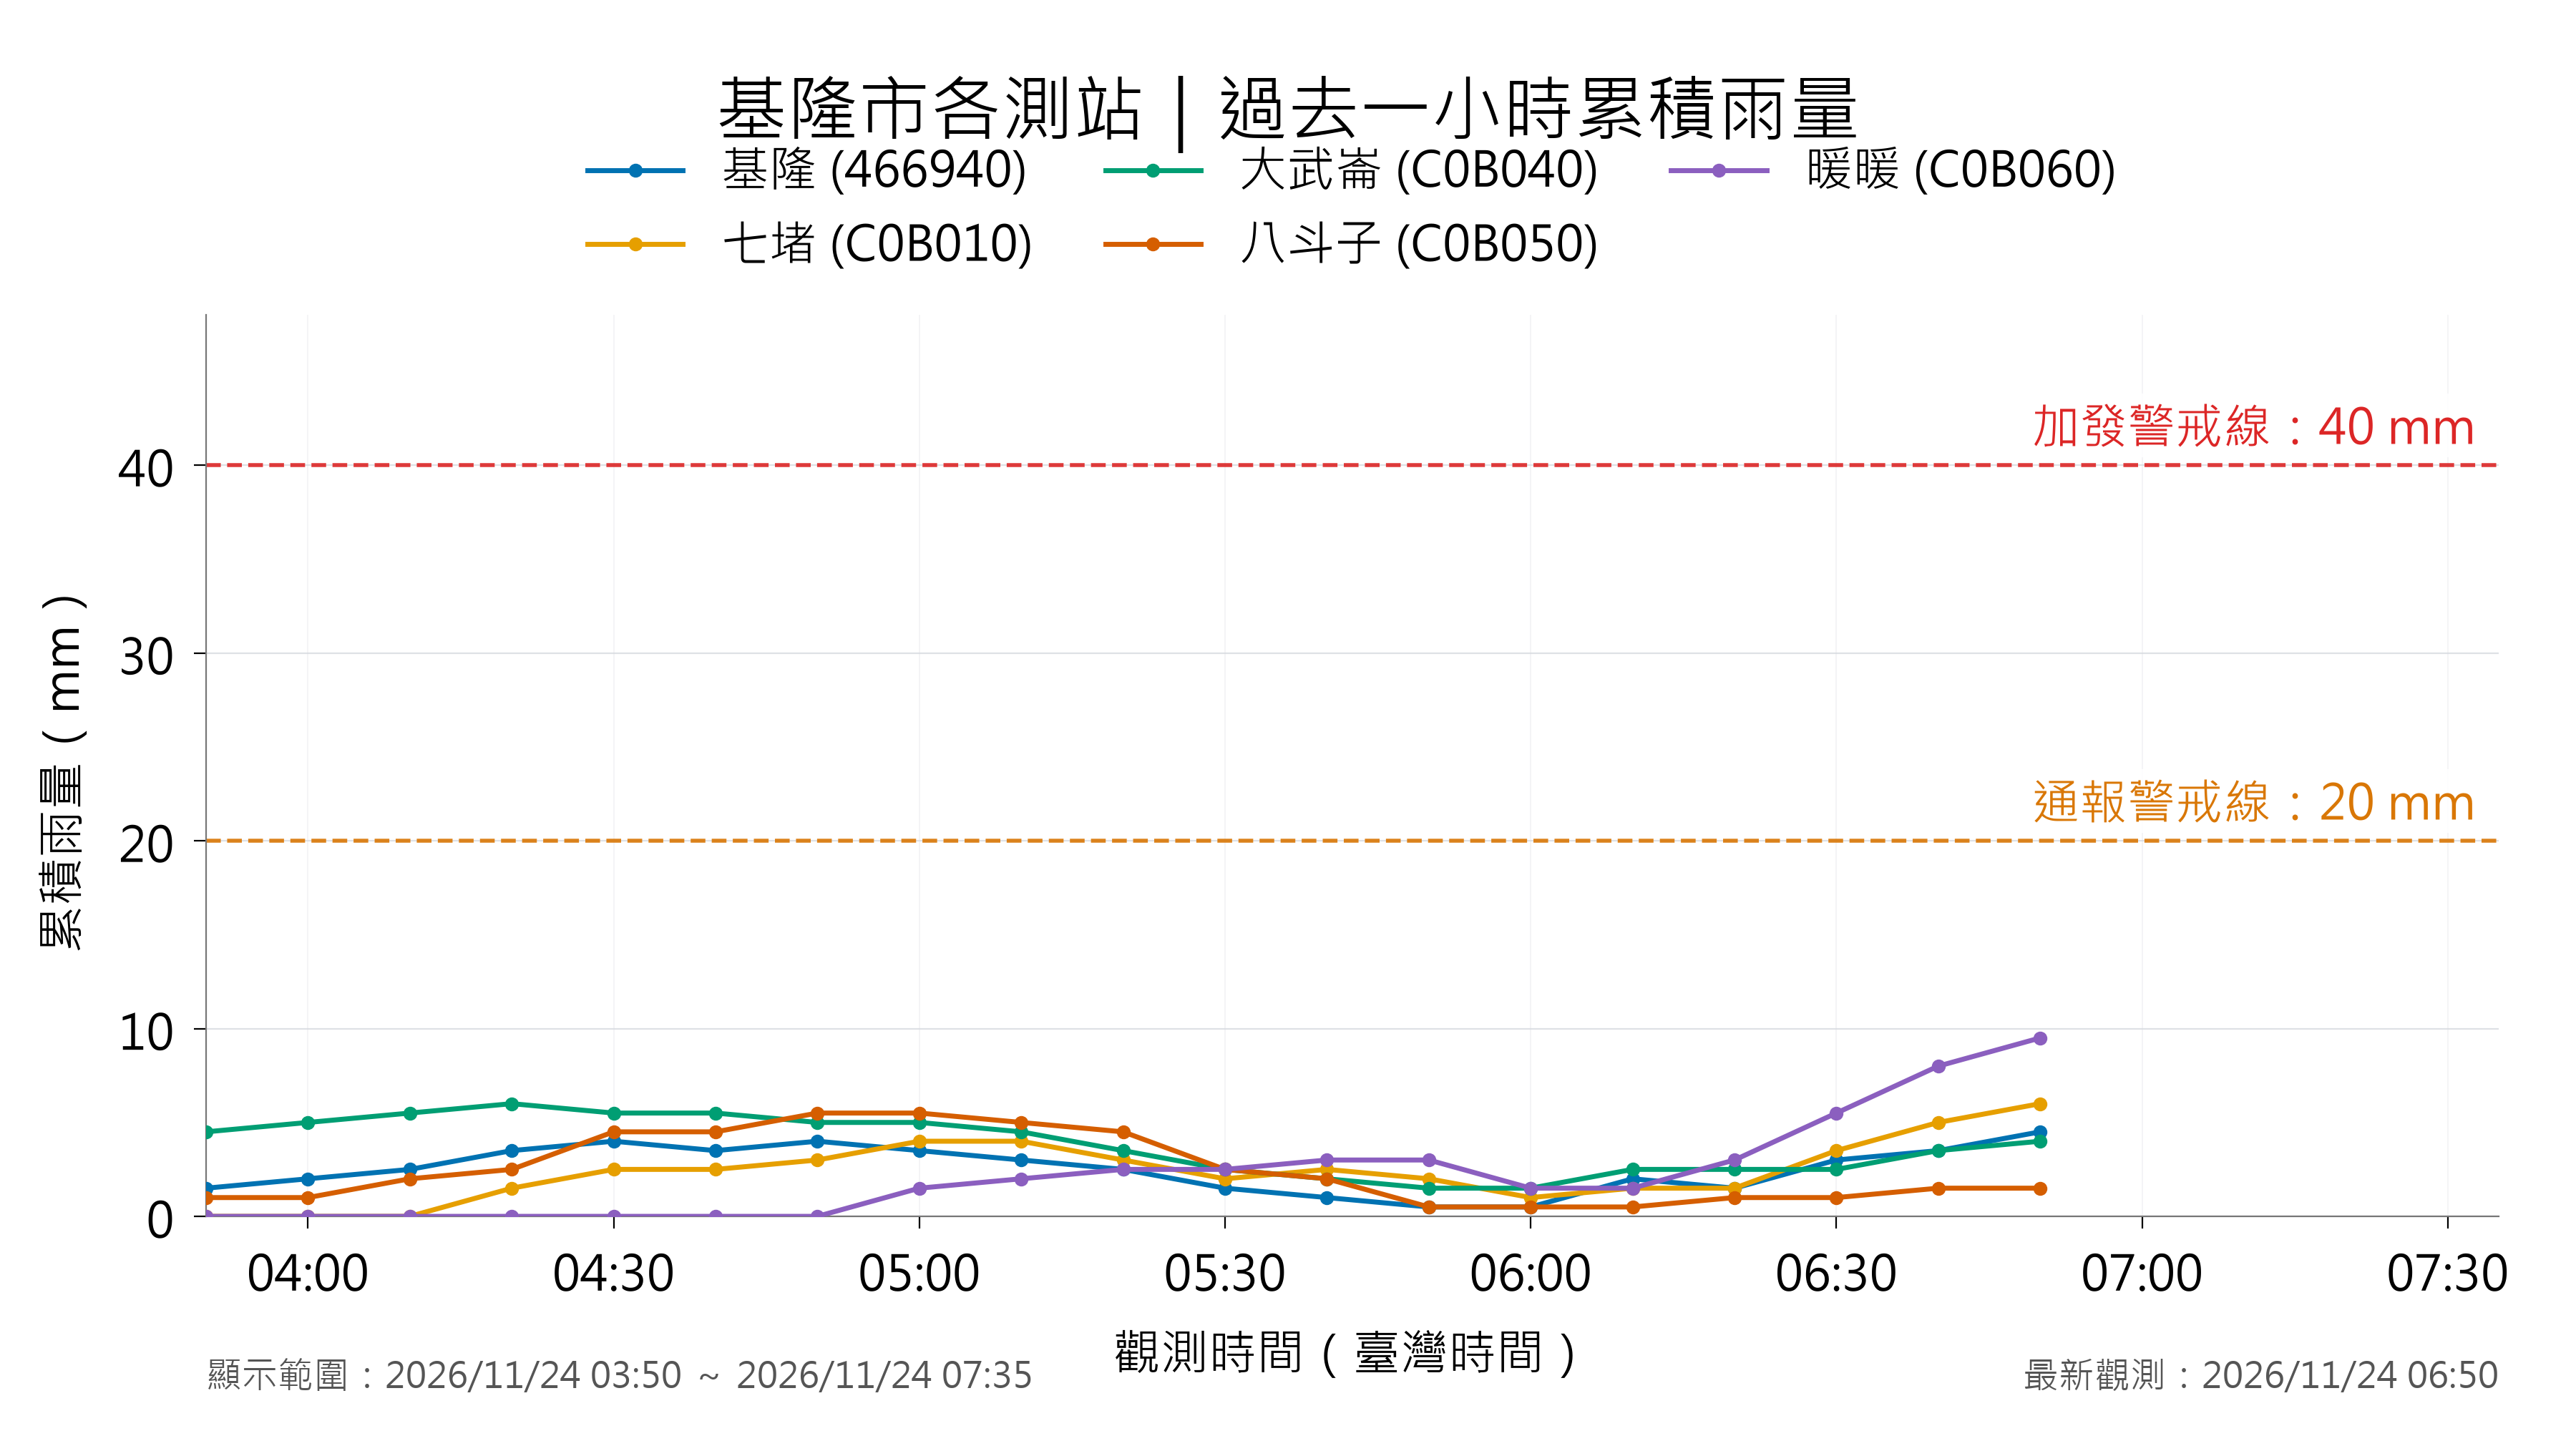 基隆市各測站｜過去一小時累積雨量
基隆 (466940)
大武崙 (C0B040)
暖暖 (C0B060)
七堵 (C0B010)
八斗子 (C0B050)
累積雨量（mm）
40
30
20
10
0
加發警戒線：40 mm
通報警戒線：20 mm
04:00 04:30 05:00 05:30 06:00 06:30 07:00 07:30
觀測時間（臺灣時間）
顯示範圍：2026/11/24 03:50 ~ 2026/11/24 07:35
最新觀測：2026/11/24 06:50